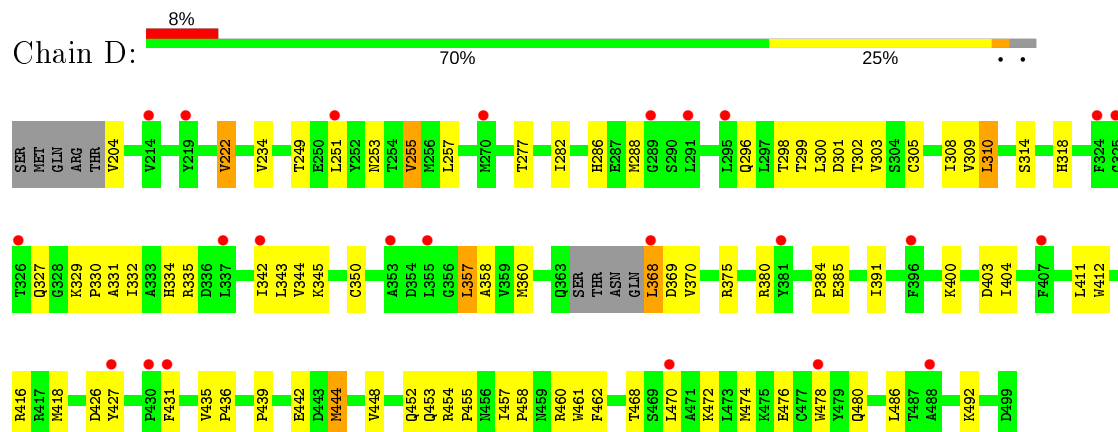 8%
Chain D:
70% 25% • •
SER MET GLN ARG THR V204 V214 Y219 V222 V234 T249 E250 L251 Y252 N253 T254 V255 M256 L257 M270 T277 I282 H286 E287 M288 G289 S290 L291 L295 Q296 L297 T298 T299 L300 D301 T302 V303 S304 C305 I308 V309 L310 S314 H318 F324 C325
T326 Q327 G328 K329 P330 A331 I332 A333 H334 R335 D336 L337 I342 L343 V344 K345 C350 A353 D354 L355 G356 L357 A358 V359 M360 Q363 SER THR ASN GLN L368 D369 V370 R375 R380 Y381 P384 E385 I391 F396 F397 K400 D403 I404 L411 W412
R416 R417 M418 D426 Y427 P430 F431 V435 P436 P439 E442 D443 M444 V448 Q452 Q453 R454 P455 N456 I457 P458 N459 R460 W461 F462 T468 S469 L470 A471 K472 L473 M474 K475 E476 C477 W478 Y479 Q480 L486 T487 A488 K492 D499